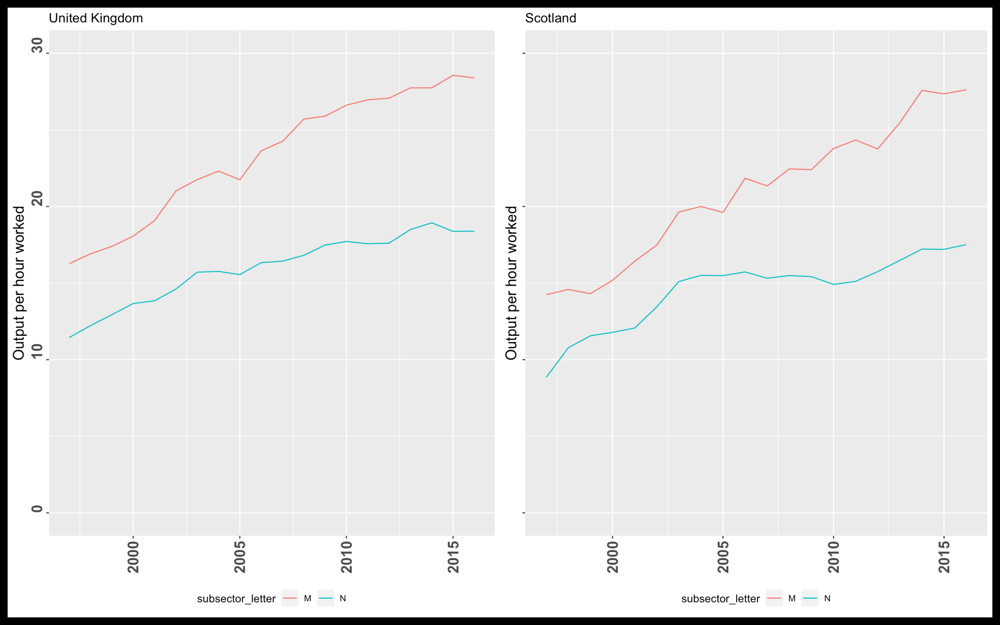 United Kingdom
Output per hour worked
30
20
10
0
2000 2005 2010 2015
subsector_letter M N
Scotland
Output per hour worked
2000 2005 2010 2015
subsector_letter M N